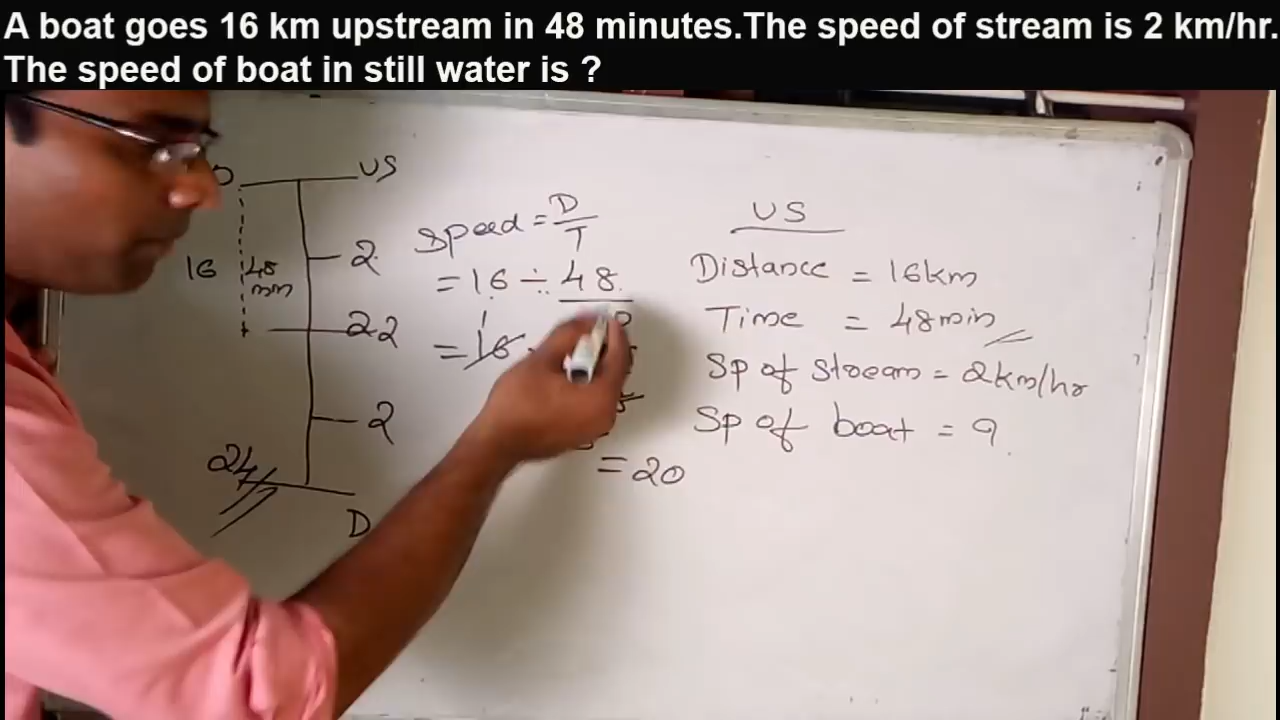 A boat goes 16 km upstream in 48 minutes.The speed of stream is 2 km/hr.
The speed of boat in still water is ?
US
2
16
48
min
22
2
24
D
Speed = D/T
= 16 ÷ 48
= 16
= 20
US
Distance = 16km
Time = 48min
Sp of stream = 2km/hr
Sp of boat = ?